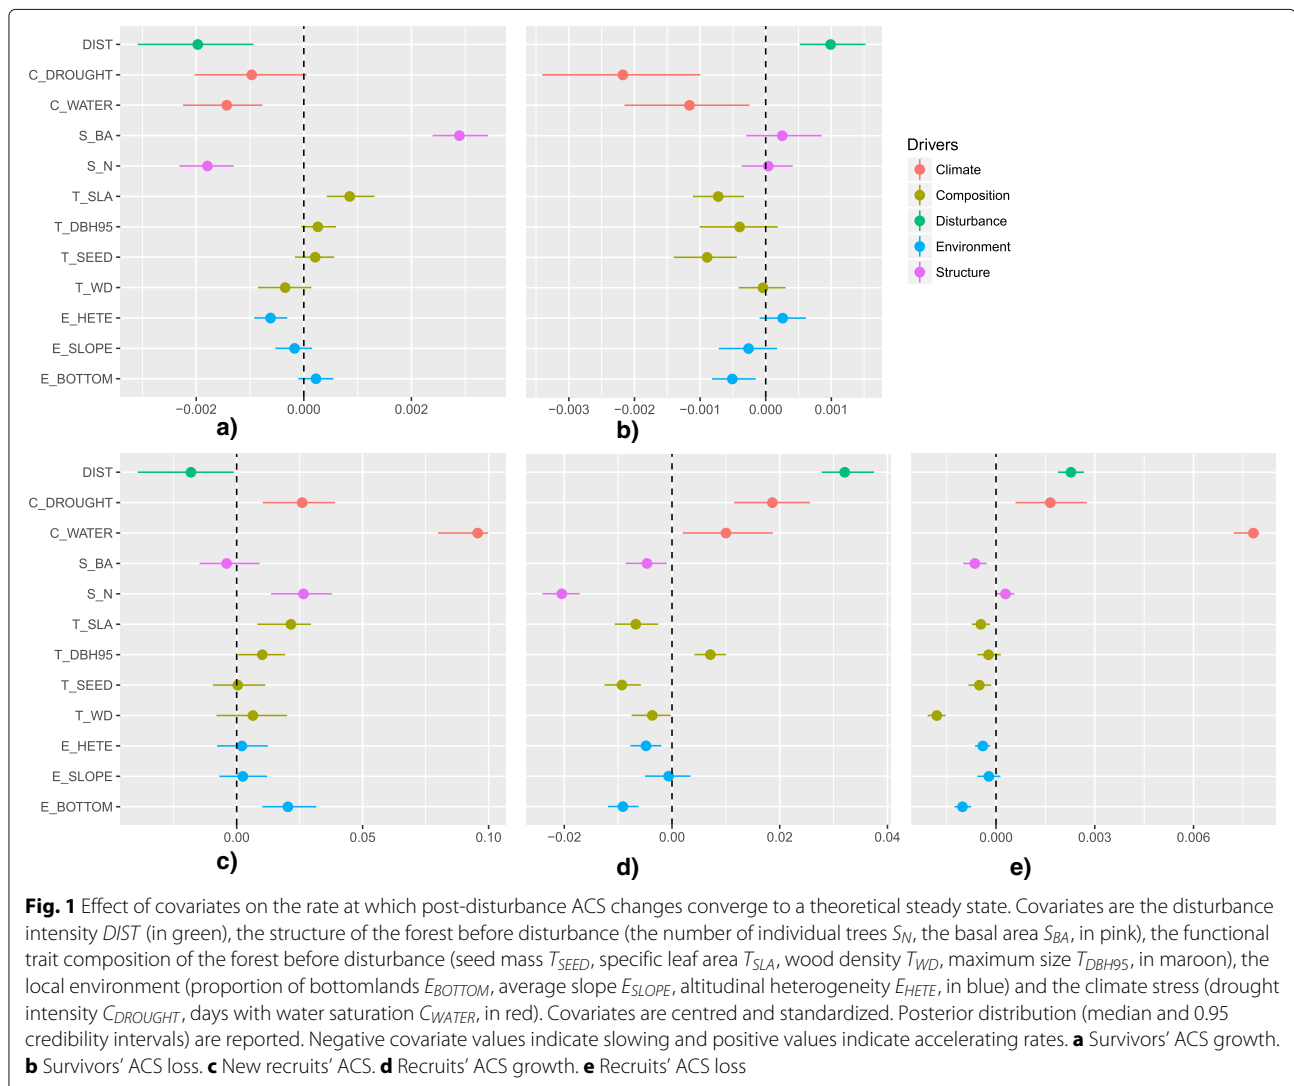 DIST
C_DROUGHT
C_WATER
S_BA
S_N
T_SLA
T_DBH95
T_SEED
T_WD
E_HETE
E_SLOPE
E_BOTTOM
−0.002 0.000 0.002
a)
−0.003 −0.002 −0.001 0.000 0.001
b)
Drivers
Climate
Composition
Disturbance
Environment
Structure
DIST
C_DROUGHT
C_WATER
S_BA
S_N
T_SLA
T_DBH95
T_SEED
T_WD
E_HETE
E_SLOPE
E_BOTTOM
0.00 0.05 0.10
c)
−0.02 0.00 0.02 0.04
d)
0.000 0.003 0.006
e)
Fig. 1 Effect of covariates on the rate at which post-disturbance ACS changes converge to a theoretical steady state. Covariates are the disturbance
intensity DIST (in green), the structure of the forest before disturbance (the number of individual trees S_N, the basal area S_BA, in pink), the functional
trait composition of the forest before disturbance (seed mass T_SEED, specific leaf area T_SLA, wood density T_WD, maximum size T_DBH95, in maroon), the
local environment (proportion of bottomlands E_BOTTOM, average slope E_SLOPE, altitudinal heterogeneity E_HETE, in blue) and the climate stress (drought
intensity C_DROUGHT, days with water saturation C_WATER, in red). Covariates are centred and standardized. Posterior distribution (median and 0.95
credibility intervals) are reported. Negative covariate values indicate slowing and positive values indicate accelerating rates. a Survivors’ ACS growth.
b Survivors’ ACS loss. c New recruits’ ACS. d Recruits’ ACS growth. e Recruits’ ACS loss